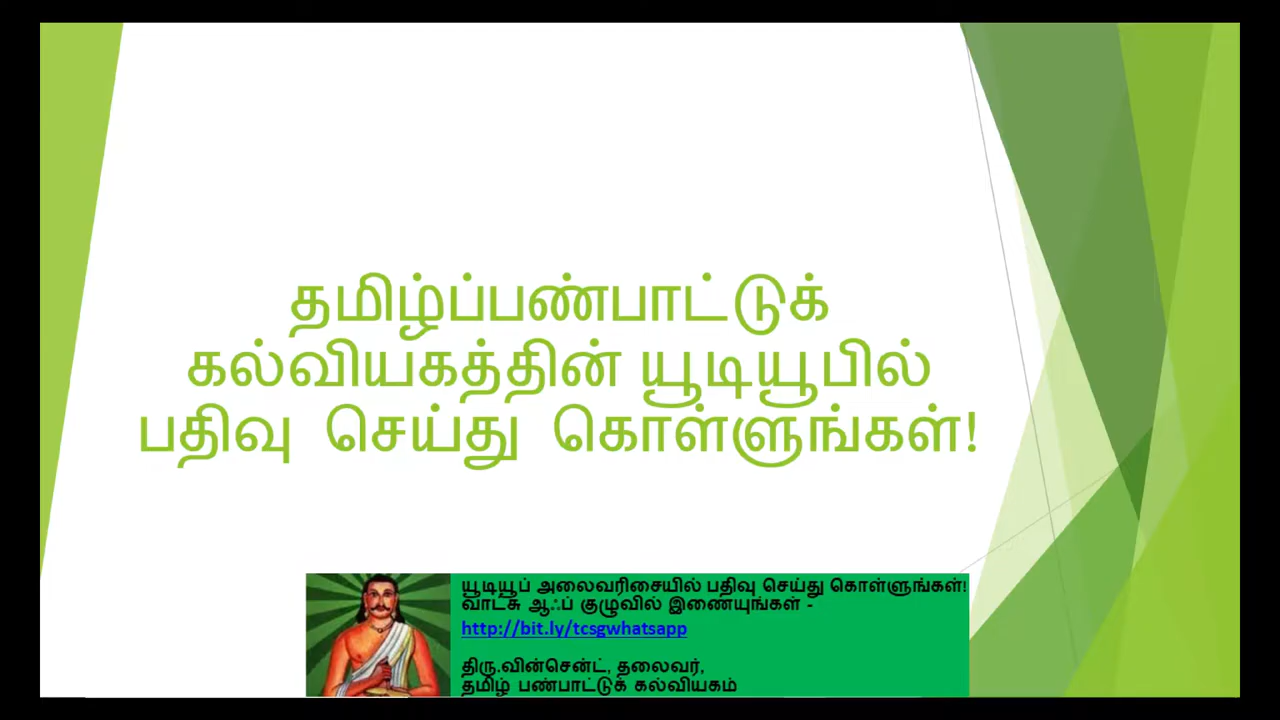 தமிழ்ப்பண்பாட்டுக்
கல்வியகத்தின் யூடியூபில்
பதிவு செய்து கொள்ளுங்கள்!
யூடியூப் அலைவரிசையில் பதிவு செய்து கொள்ளுங்கள்!
வாட்சு ஆஃப் குழுவில் இணையுங்கள் -
http://bit.ly/tcsgwhatsapp
திரு.வின்சென்ட், தலைவர்,
தமிழ் பண்பாட்டுக் கல்வியகம்